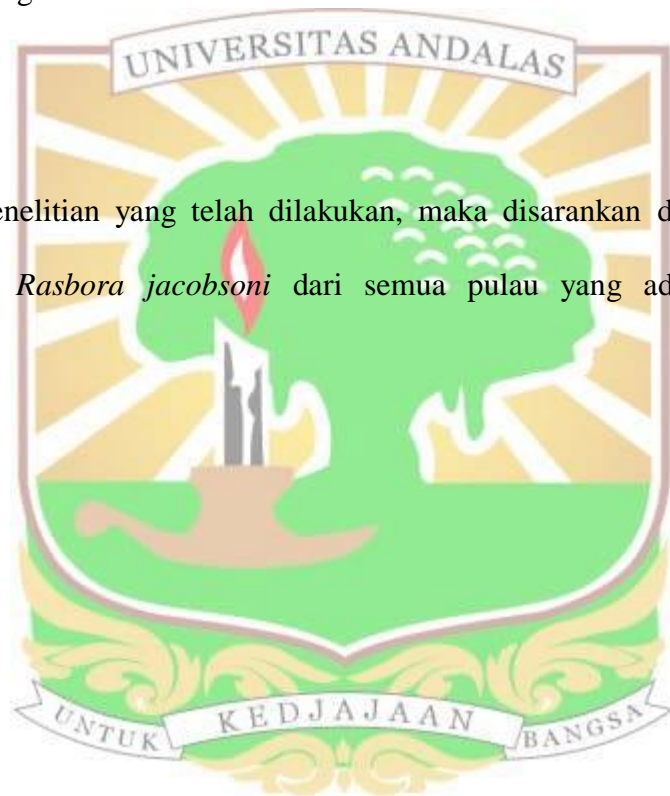 UNIVERSITAS ANDALAS
enelitian yang telah dilakukan, maka disarankan d
Rasbora jacobsoni dari semua pulau yang ad
UNTUK KEDJAJAAN BANGSA